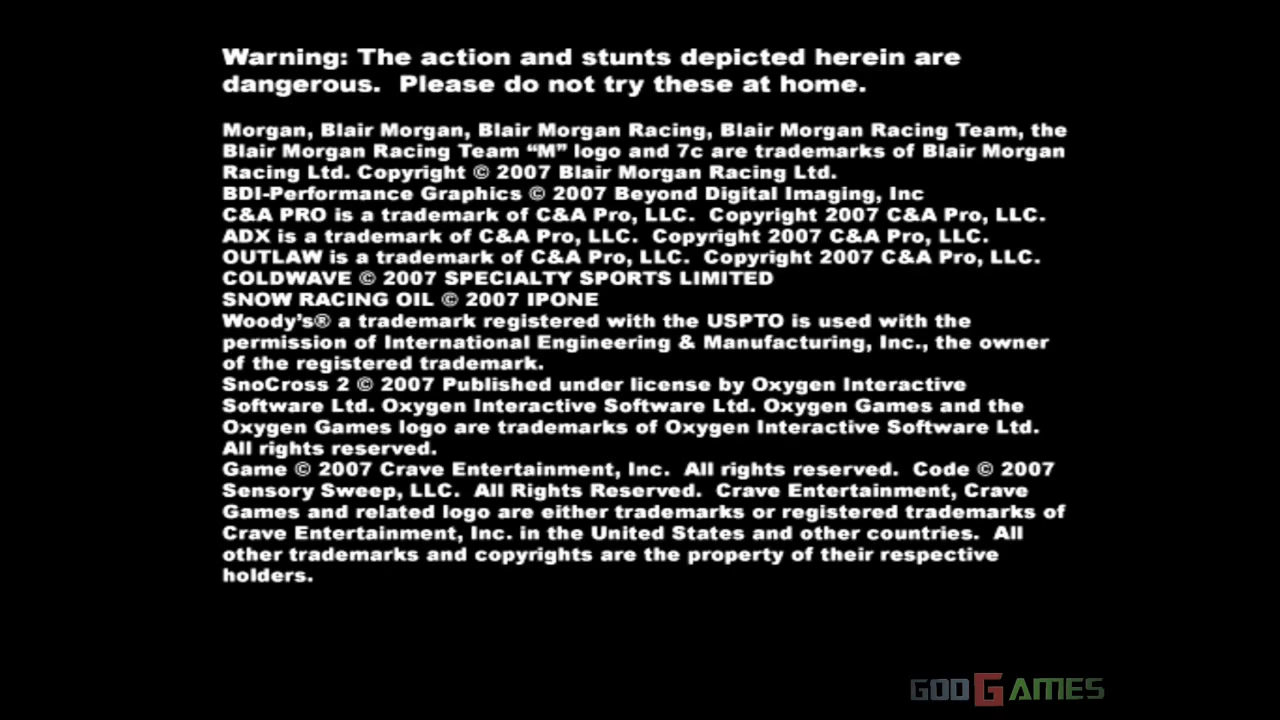 Warning: The action and stunts depicted herein are
dangerous.  Please do not try these at home.
Morgan, Blair Morgan, Blair Morgan Racing, Blair Morgan Racing Team, the
Blair Morgan Racing Team “M” logo and 7c are trademarks of Blair Morgan
Racing Ltd. Copyright © 2007 Blair Morgan Racing Ltd.
BDI-Performance Graphics © 2007 Beyond Digital Imaging, Inc
C&A PRO is a trademark of C&A Pro, LLC.  Copyright 2007 C&A Pro, LLC.
ADX is a trademark of C&A Pro, LLC.  Copyright 2007 C&A Pro, LLC.
OUTLAW is a trademark of C&A Pro, LLC.  Copyright 2007 C&A Pro, LLC.
COLDWAVE © 2007 SPECIALTY SPORTS LIMITED
SNOW RACING OIL © 2007 IPONE
Woody’s® a trademark registered with the USPTO is used with the
permission of International Engineering & Manufacturing, Inc., the owner
of the registered trademark.
SnoCross 2 © 2007 Published under license by Oxygen Interactive
Software Ltd. Oxygen Interactive Software Ltd. Oxygen Games and the
Oxygen Games logo are trademarks of Oxygen Interactive Software Ltd.
All rights reserved.
Game © 2007 Crave Entertainment, Inc.  All rights reserved.  Code © 2007
Sensory Sweep, LLC.  All Rights Reserved.  Crave Entertainment, Crave
Games and related logo are either trademarks or registered trademarks of
Crave Entertainment, Inc. in the United States and other countries.  All
other trademarks and copyrights are the property of their respective
holders.
GODGAMES